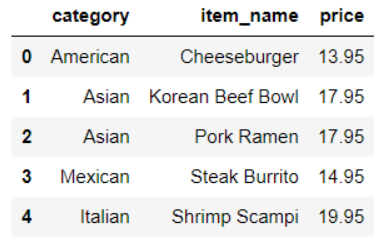 category item_name price
0 American Cheeseburger 13.95
1 Asian Korean Beef Bowl 17.95
2 Asian Pork Ramen 17.95
3 Mexican Steak Burrito 14.95
4 Italian Shrimp Scampi 19.95